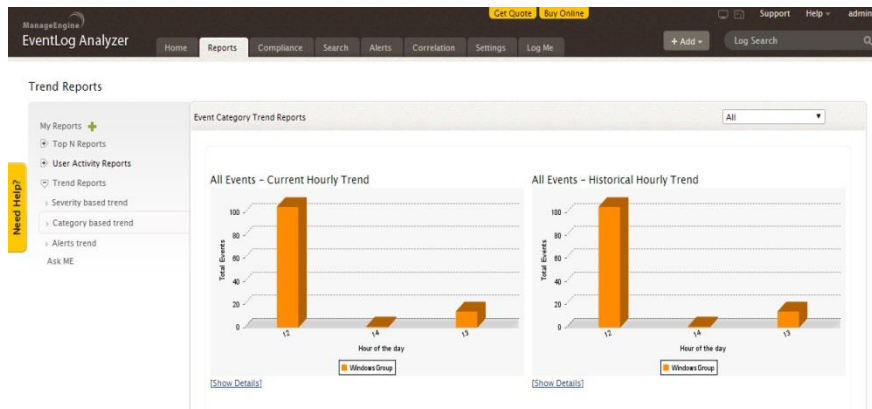 Get Quote Buy Online
Support Help admin
ManageEngine
EventLog Analyzer
Home Reports Compliance Search Alerts Correlation Settings Log Me
+ Add Log Search
Trend Reports
My Reports
Top N Reports
User Activity Reports
Trend Reports
Severity based trend
Category based trend
Alerts trend
Ask ME
Need Help?
Event Category Trend Reports
All
All Events - Current Hourly Trend
100
80
60
40
20
0
Total Events
12 14 13
Hour of the day
Windows Group
[Show Details]
All Events - Historical Hourly Trend
100
80
60
40
20
0
Total Events
12 14 13
Hour of the day
Windows Group
[Show Details]